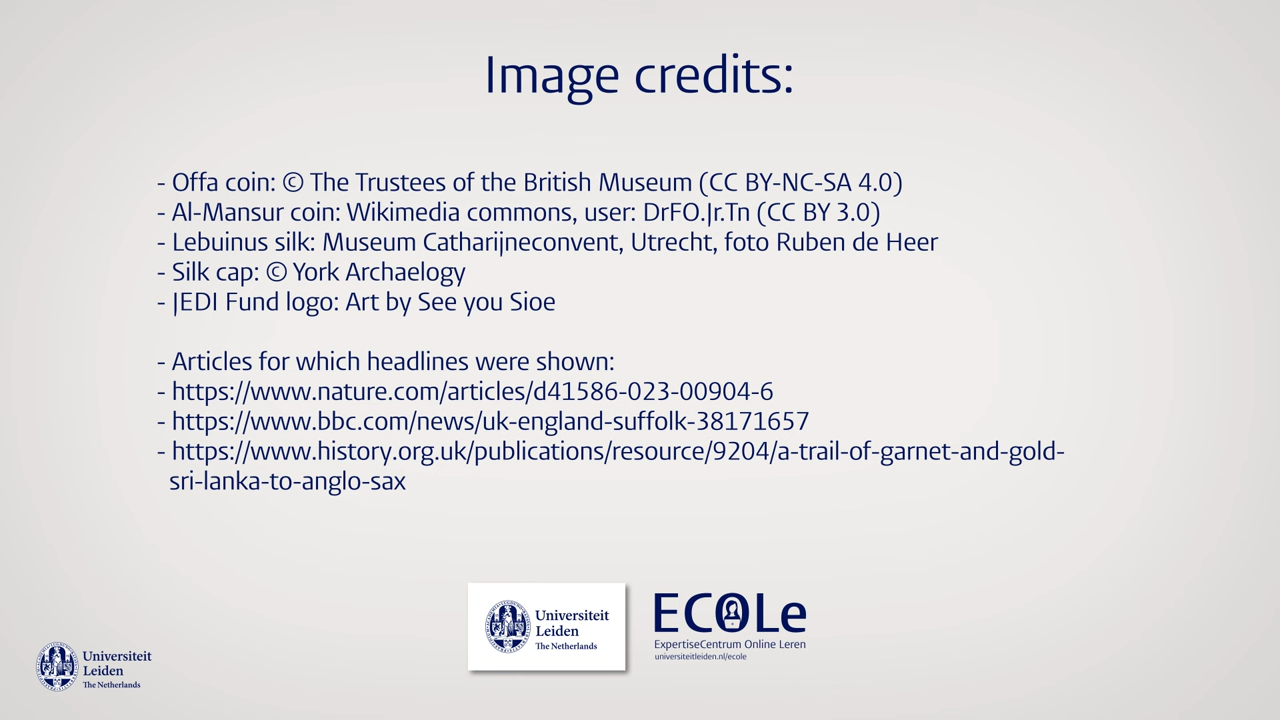 Image credits:
- Offa coin: © The Trustees of the British Museum (CC BY-NC-SA 4.0)
- Al-Mansur coin: Wikimedia commons, user: DrFO.Jr.Tn (CC BY 3.0)
- Lebuinus silk: Museum Catharijneconvent, Utrecht, foto Ruben de Heer
- Silk cap: © York Archaelogy
- JEDI Fund logo: Art by See you Sioe
- Articles for which headlines were shown:
- https://www.nature.com/articles/d41586-023-00904-6
- https://www.bbc.com/news/uk-england-suffolk-38171657
- https://www.history.org.uk/publications/resource/9204/a-trail-of-garnet-and-gold-
sri-lanka-to-anglo-sax
Universiteit
Leiden
The Netherlands
ECOLe
ExpertiseCentrum Online Leren
universiteitleiden.nl/ecole
Universiteit
Leiden
The Netherlands